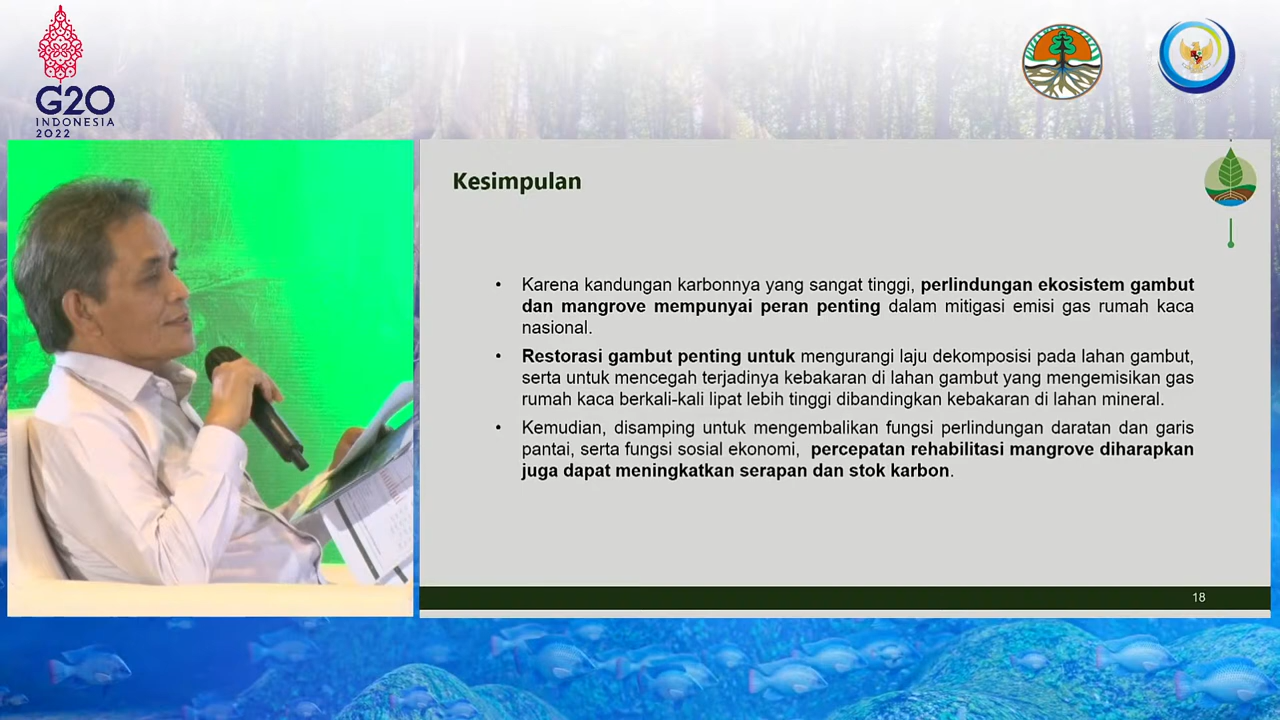 G20
INDONESIA
2022
Kesimpulan
• Karena kandungan karbonnya yang sangat tinggi, perlindungan ekosistem gambut
dan mangrove mempunyai peran penting dalam mitigasi emisi gas rumah kaca
nasional.
• Restorasi gambut penting untuk mengurangi laju dekomposisi pada lahan gambut,
serta untuk mencegah terjadinya kebakaran di lahan gambut yang mengemisikan gas
rumah kaca berkali-kali lipat lebih tinggi dibandingkan kebakaran di lahan mineral.
• Kemudian, disamping untuk mengembalikan fungsi perlindungan daratan dan garis
pantai, serta fungsi sosial ekonomi, percepatan rehabilitasi mangrove diharapkan
juga dapat meningkatkan serapan dan stok karbon.
18